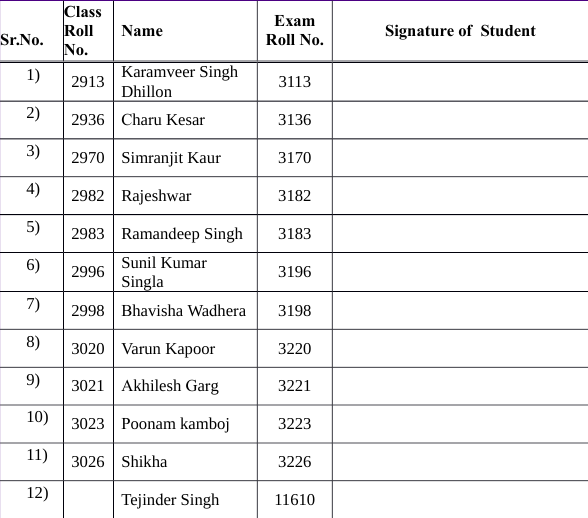 Sr.No. Class Roll No. Name Exam Roll No. Signature of Student
1) 2913 Karamveer Singh Dhillon 3113
2) 2936 Charu Kesar 3136
3) 2970 Simranjit Kaur 3170
4) 2982 Rajeshwar 3182
5) 2983 Ramandeep Singh 3183
6) 2996 Sunil Kumar Singla 3196
7) 2998 Bhavisha Wadhera 3198
8) 3020 Varun Kapoor 3220
9) 3021 Akhilesh Garg 3221
10) 3023 Poonam kamboj 3223
11) 3026 Shikha 3226
12) Tejinder Singh 11610